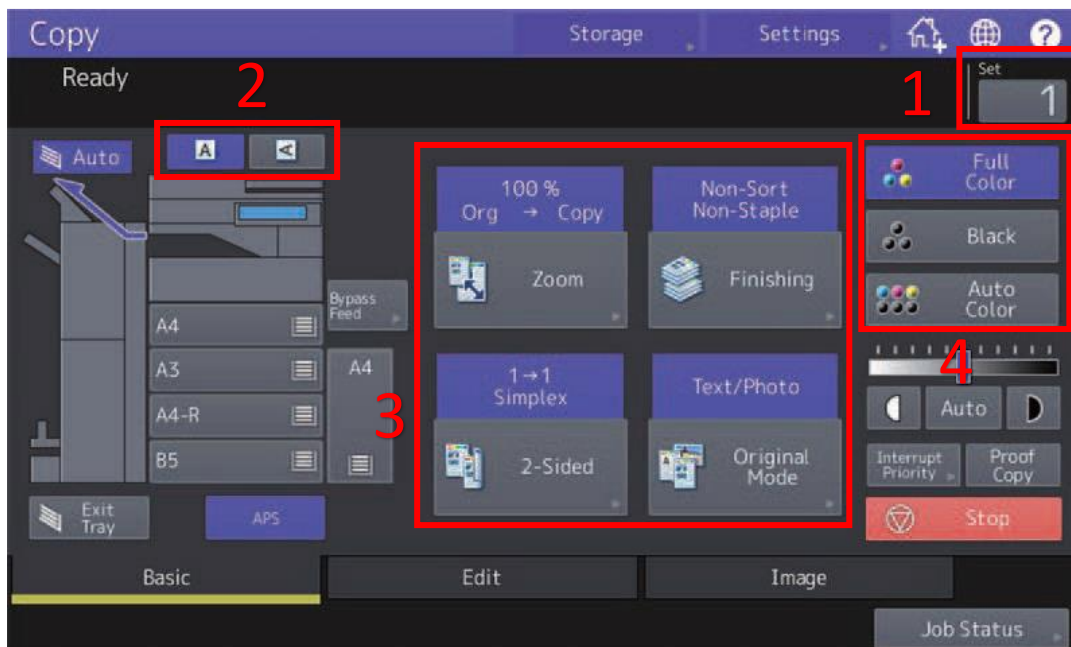 Copy
Storage
Settings
?
Ready
Set
1
1
2
Auto
A
A
100 %
Org → Copy
Non-Sort
Non-Staple
Full
Color
Black
Zoom
Finishing
Auto
Color
Bypass
Feed
A4
A3
A4
A4-R
B5
3
1→1
Simplex
Text/Photo
4
Auto
2-Sided
Original
Mode
Interrupt
Priority
Proof
Copy
Exit
Tray
APS
Stop
Basic
Edit
Image
Job Status